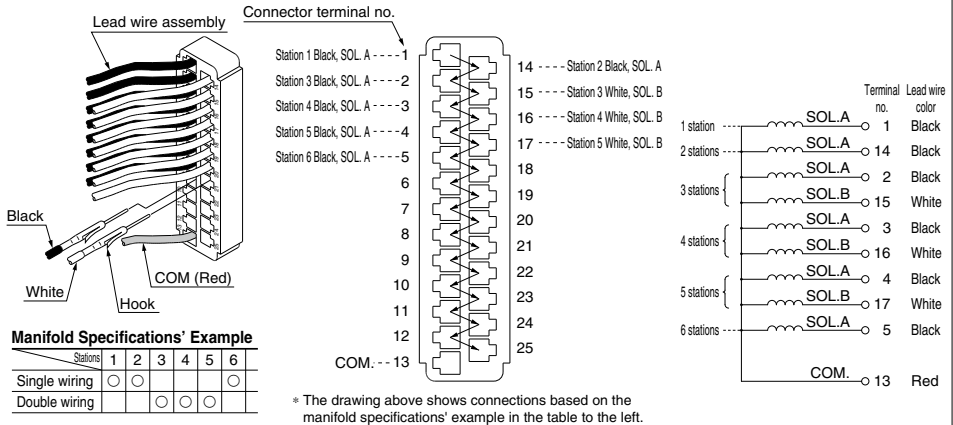 Lead wire assembly
Black
White
Hook
COM (Red)
Manifold Specifications' Example
Stations 1 2 3 4 5 6
Single wiring ○ ○ ○
Double wiring ○ ○ ○
Connector terminal no.
Station 1 Black, SOL. A 1
Station 3 Black, SOL. A 2
Station 4 Black, SOL. A 3
Station 5 Black, SOL. A 4
Station 6 Black, SOL. A 5
6
7
8
9
10
11
12
COM. 13
14 Station 2 Black, SOL. A
15 Station 3 White, SOL. B
16 Station 4 White, SOL. B
17 Station 5 White, SOL. B
18
19
20
21
22
23
24
25
* The drawing above shows connections based on the
manifold specifications' example in the table to the left.
Terminal no. Lead wire color
1 station SOL.A 1 Black
2 stations SOL.A 14 Black
3 stations SOL.A 2 Black
SOL.B 15 White
4 stations SOL.A 3 Black
SOL.B 16 White
5 stations SOL.A 4 Black
SOL.B 17 White
6 stations SOL.A 5 Black
COM. 13 Red